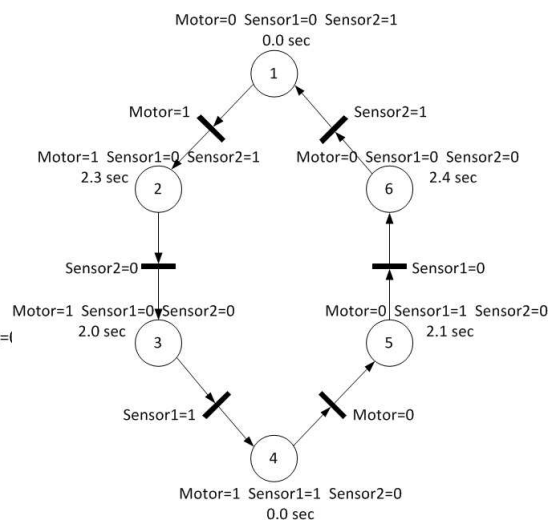 Motor=0 Sensor1=0 Sensor2=1
0.0 sec
1
Motor=1
Sensor2=1
Motor=1 Sensor1=0 Sensor2=1
2.3 sec
2
Motor=0 Sensor1=0 Sensor2=0
2.4 sec
6
Sensor2=0
Sensor1=0
Motor=1 Sensor1=0 Sensor2=0
2.0 sec
3
Motor=0 Sensor1=1 Sensor2=0
2.1 sec
5
Sensor1=1
Motor=0
4
Motor=1 Sensor1=1 Sensor2=0
0.0 sec